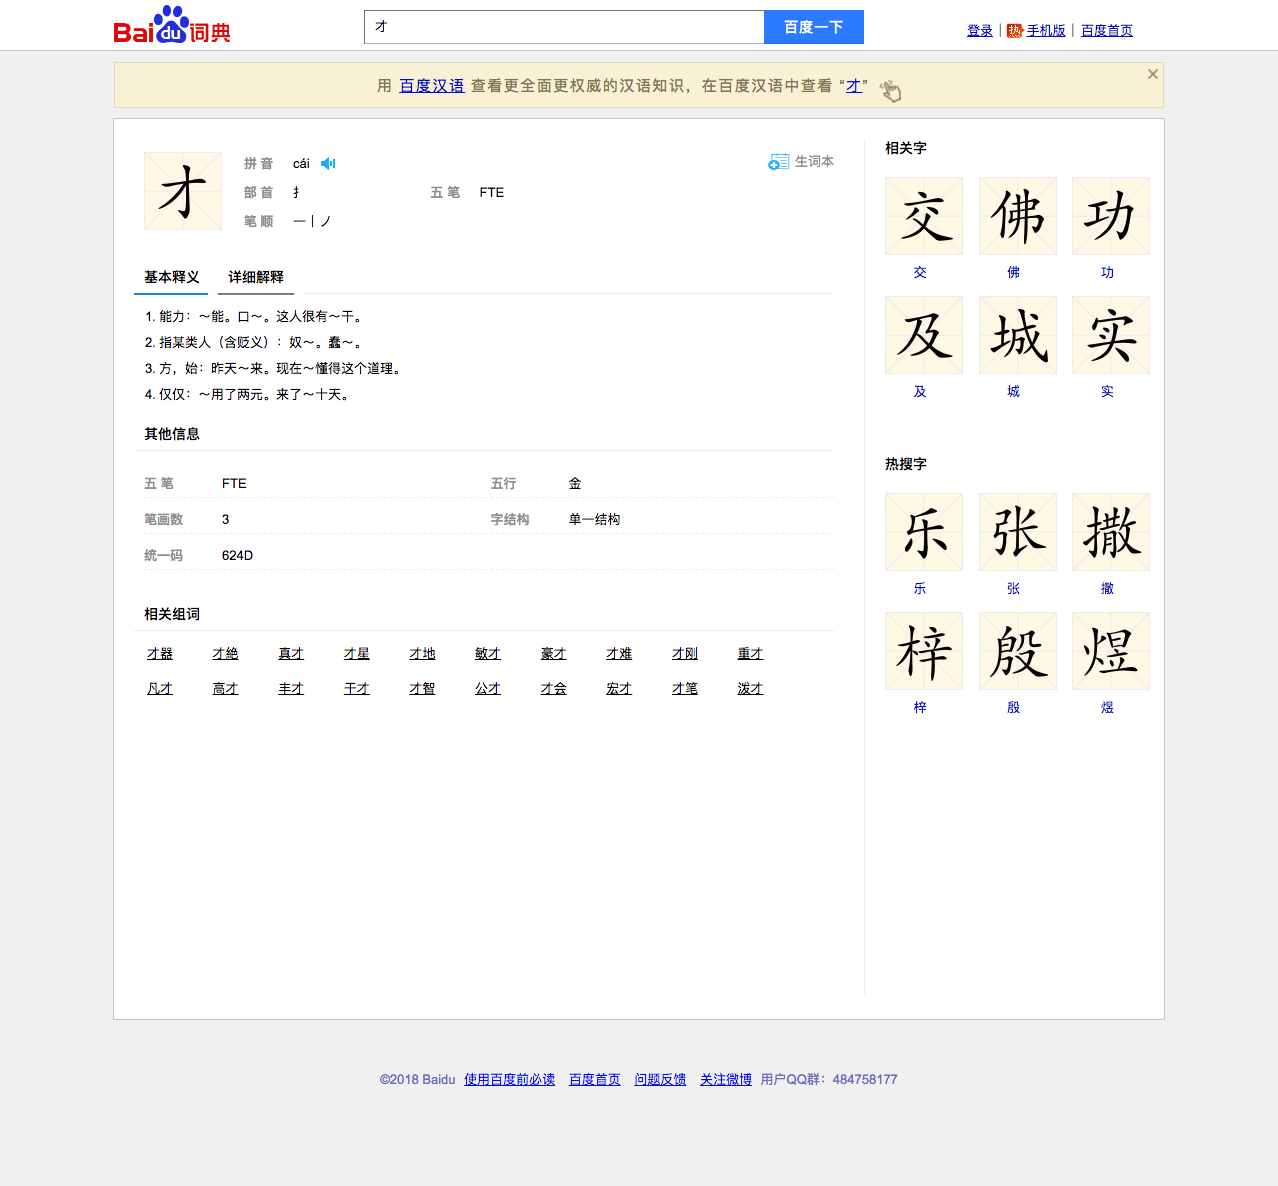 Bai du 词典
才
百度一下
登录 | 热 手机版 | 百度首页
用 百度汉语 查看更全面更权威的汉语知识，在百度汉语中查看 “才”
才
拼 音 cái
生词本
部 首 扌 五 笔 FTE
笔 顺 一丨ノ
基本释义 详细解释
1. 能力：～能。口～。这人很有～干。
2. 指某类人（含贬义）：奴～。蠢～。
3. 方，始：昨天～来。现在～懂得这个道理。
4. 仅仅：～用了两元。来了～十天。
其他信息
五 笔 FTE 五行 金
笔画数 3 字结构 单一结构
统一码 624D
相关组词
才器 才絶 真才 才星 才地 敏才 豪才 才难 才刚 重才
凡才 高才 丰才 干才 才智 公才 才会 宏才 才笔 泼才
相关字
交 佛 功
交 佛 功
及 城 实
及 城 实
热搜字
乐 张 撒
乐 张 撒
梓 殷 煜
梓 殷 煜
©2018 Baidu 使用百度前必读 百度首页 问题反馈 关注微博 用户QQ群：484758177